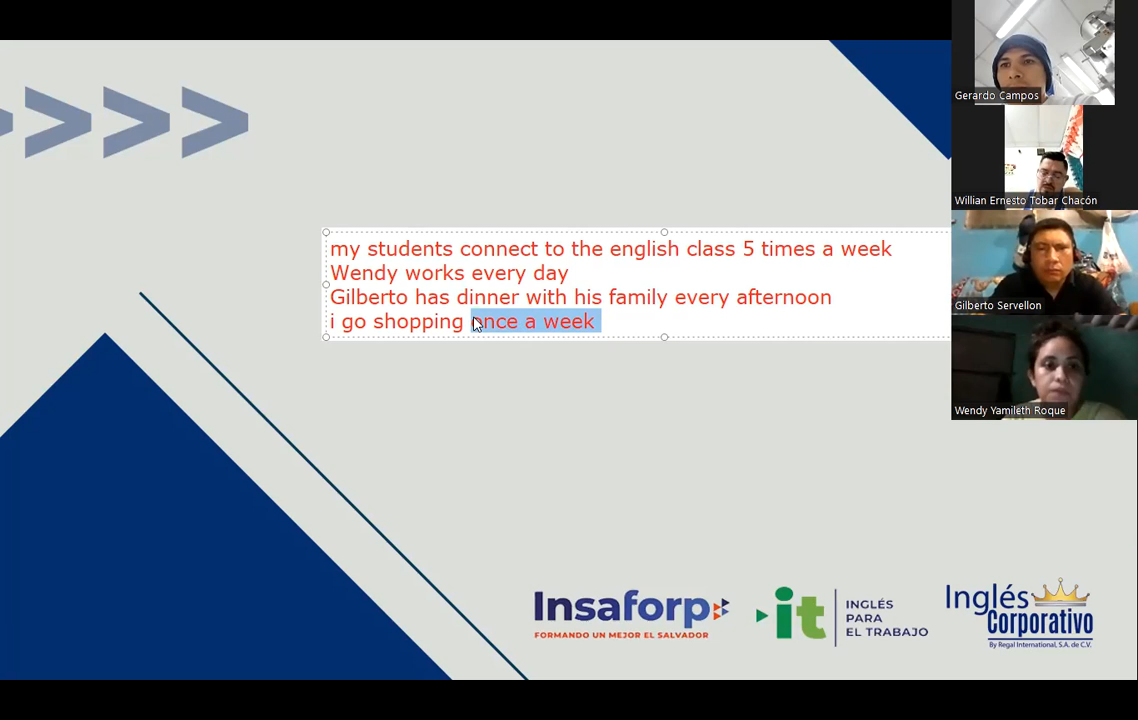 my students connect to the english class 5 times a week
Wendy works every day
Gilberto has dinner with his family every afternoon
i go shopping once a week
Gerardo Campos
Willian Ernesto Tobar Chacón
Gilberto Servellon
Wendy Yamileth Roque
Insaforp
FORMANDO UN MEJOR EL SALVADOR
it
INGLÉS
PARA
EL TRABAJO
Inglés
Corporativo
By Regal International, S.A. de C.V.